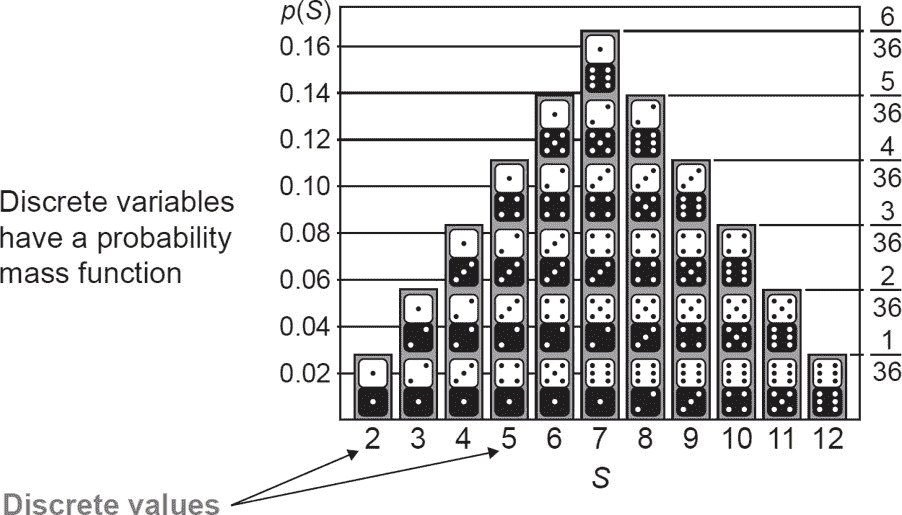 p(S)
0.16
0.14
0.12
0.10
0.08
0.06
0.04
0.02
Discrete variables
have a probability
mass function
6
36
5
36
4
36
3
36
2
36
1
36
2 3 4 5 6 7 8 9 10 11 12
S
Discrete values